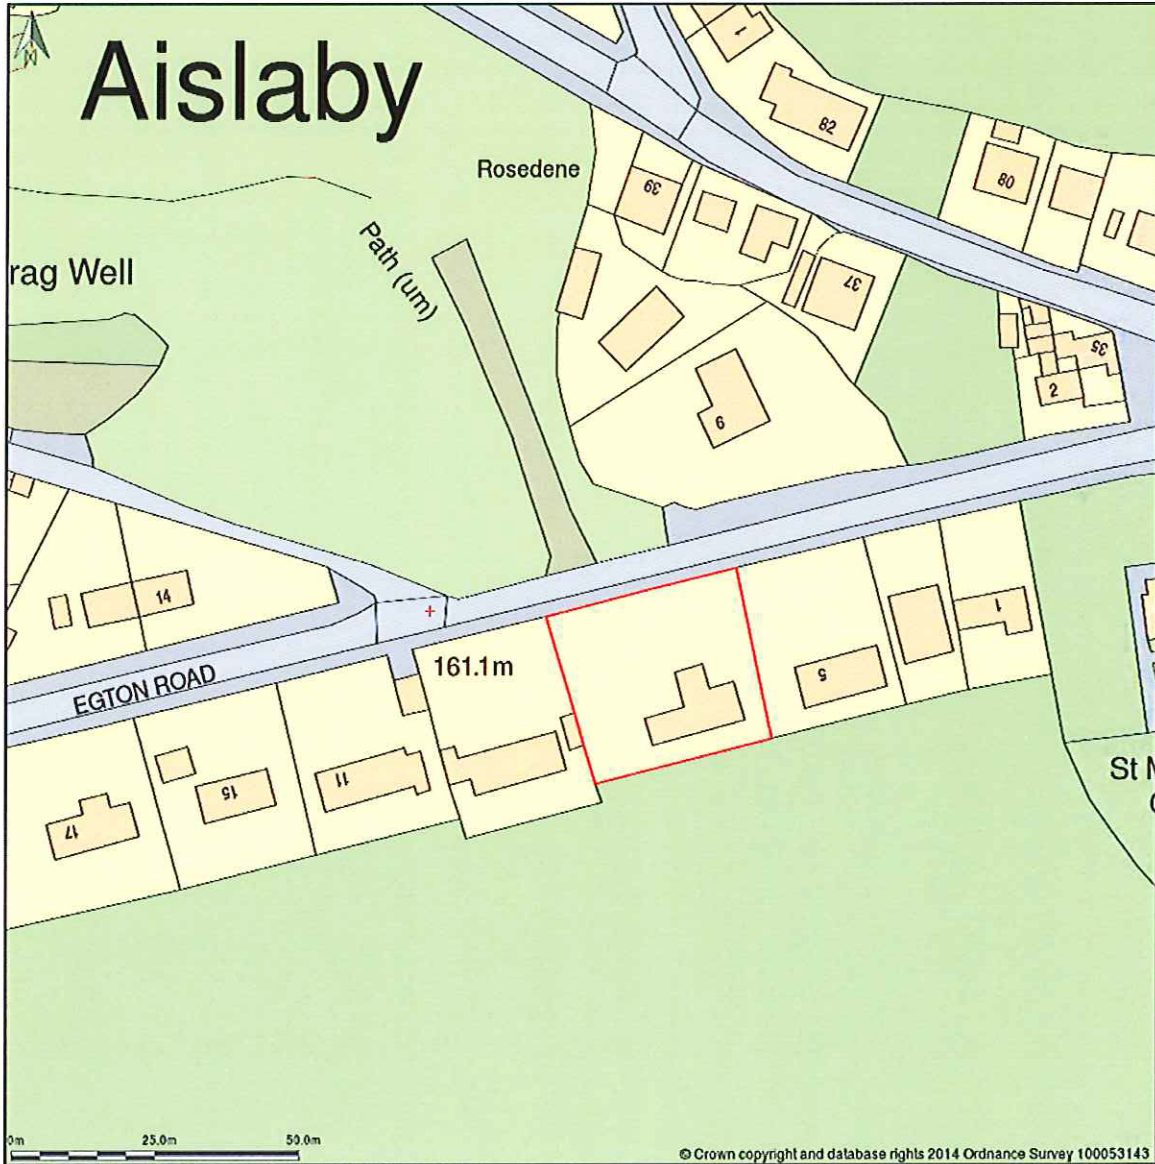 N
Aislaby
1
82
Rosedene
39
80
Path (um)
rag Well
37
35
2
6
14
161.1m
EGTON ROAD
1
5
11
15
17
St M
0m 25.0m 50.0m
© Crown copyright and database rights 2014 Ordnance Survey 100053143